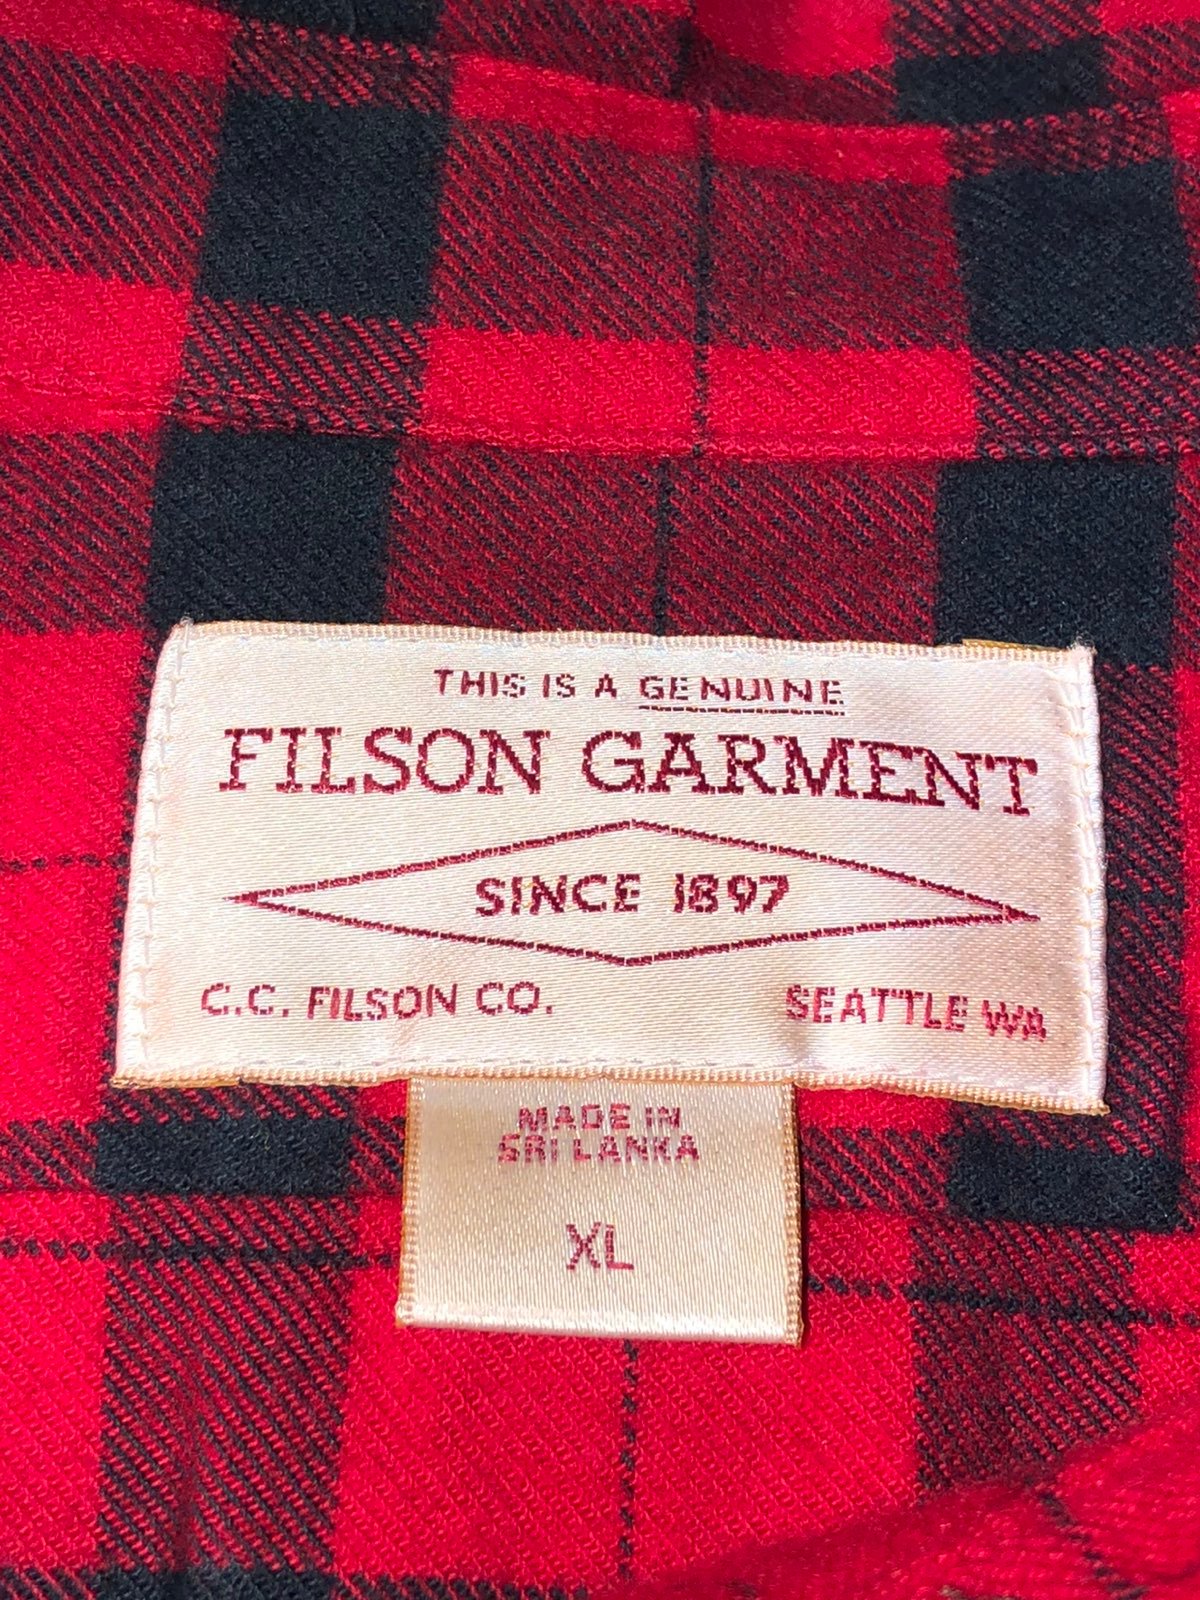 THIS IS A GENUINE
FILSON GARMENT
SINCE 1897
C.C. FILSON CO. SEATTLE WA
MADE IN
SRI LANKA
XL